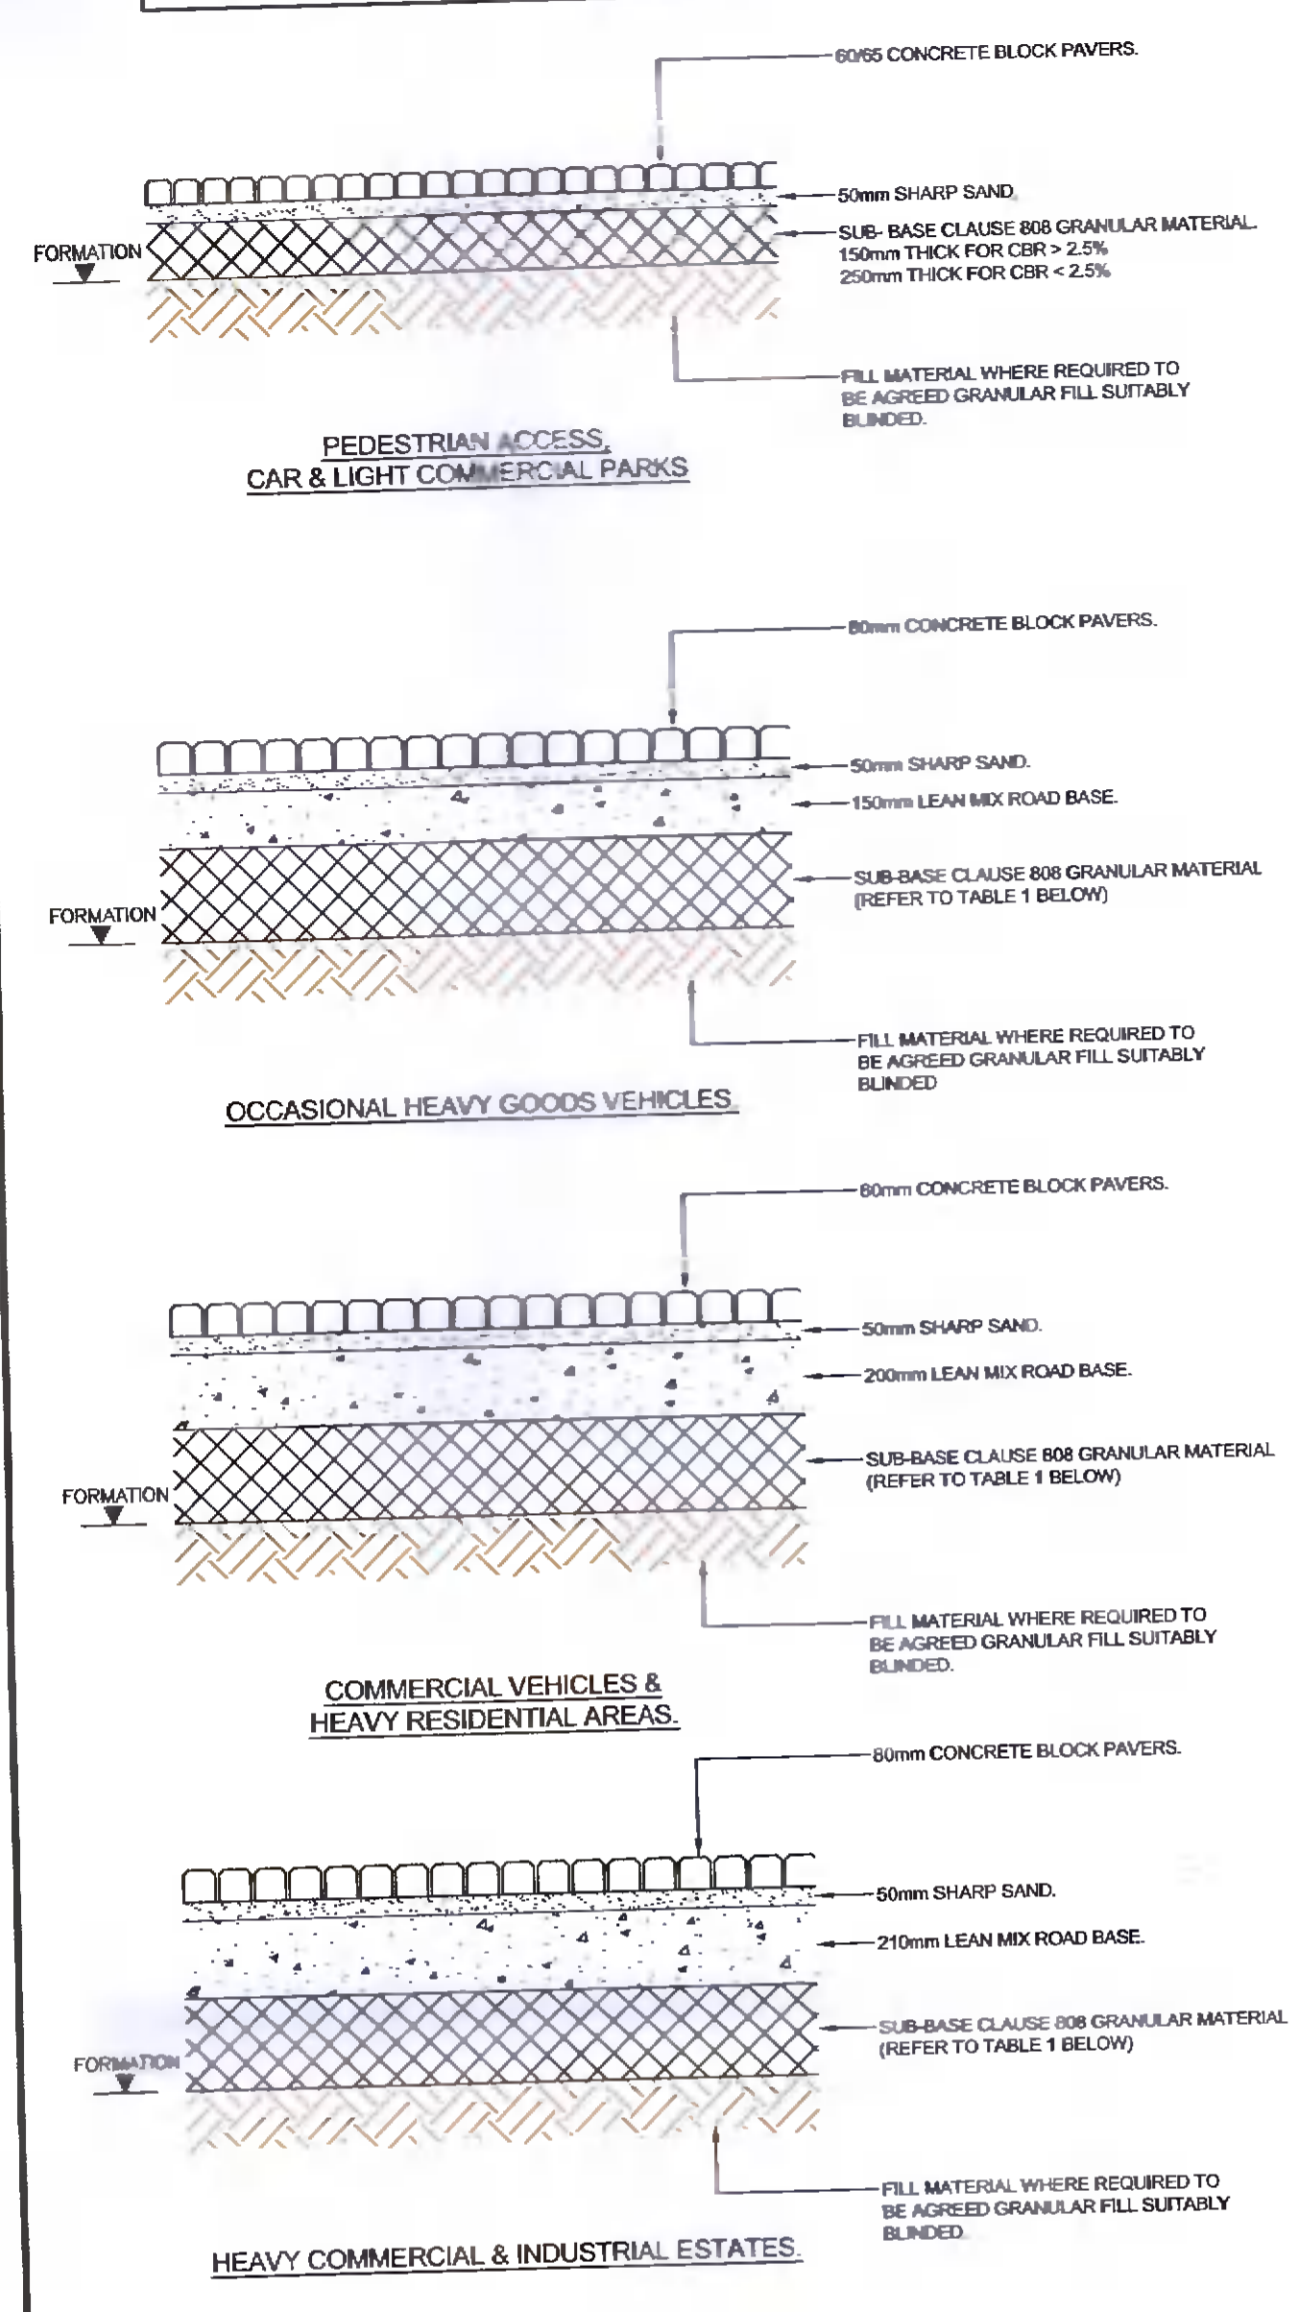 60/65 CONCRETE BLOCK PAVERS.
50mm SHARP SAND.
SUB- BASE CLAUSE 808 GRANULAR MATERIAL.
150mm THICK FOR CBR > 2.5%
250mm THICK FOR CBR < 2.5%
FORMATION
FILL MATERIAL WHERE REQUIRED TO
BE AGREED GRANULAR FILL SUITABLY
BLINDED.
PEDESTRIAN ACCESS,
CAR & LIGHT COMMERCIAL PARKS
80mm CONCRETE BLOCK PAVERS.
50mm SHARP SAND.
150mm LEAN MIX ROAD BASE.
SUB-BASE CLAUSE 808 GRANULAR MATERIAL
(REFER TO TABLE 1 BELOW)
FORMATION
FILL MATERIAL WHERE REQUIRED TO
BE AGREED GRANULAR FILL SUITABLY
BLINDED
OCCASIONAL HEAVY GOODS VEHICLES.
80mm CONCRETE BLOCK PAVERS.
50mm SHARP SAND.
200mm LEAN MIX ROAD BASE.
SUB-BASE CLAUSE 808 GRANULAR MATERIAL
(REFER TO TABLE 1 BELOW)
FORMATION
FILL MATERIAL WHERE REQUIRED TO
BE AGREED GRANULAR FILL SUITABLY
BLINDED.
COMMERCIAL VEHICLES &
HEAVY RESIDENTIAL AREAS.
80mm CONCRETE BLOCK PAVERS.
50mm SHARP SAND.
210mm LEAN MIX ROAD BASE.
SUB-BASE CLAUSE 808 GRANULAR MATERIAL
(REFER TO TABLE 1 BELOW)
FORMATION
FILL MATERIAL WHERE REQUIRED TO
BE AGREED GRANULAR FILL SUITABLY
BLINDED.
HEAVY COMMERCIAL & INDUSTRIAL ESTATES.